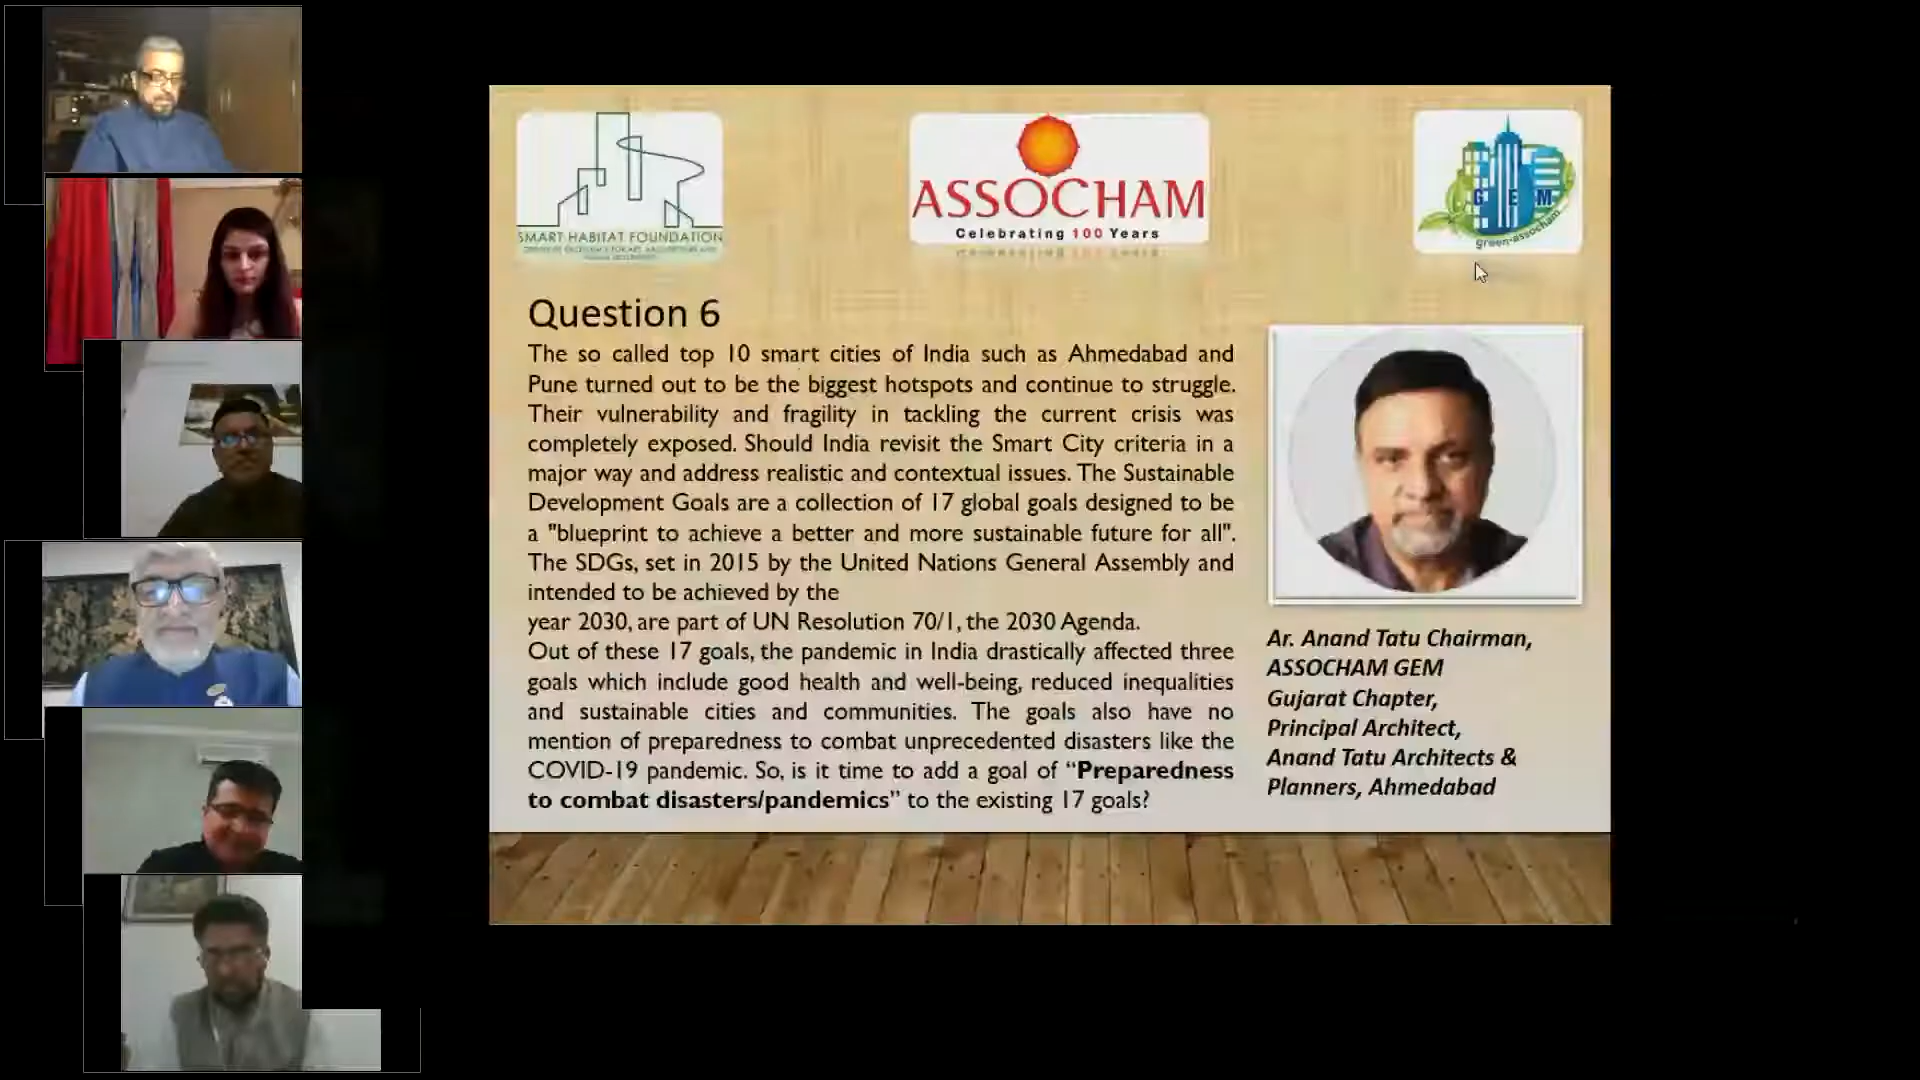 SMART HABITAT FOUNDATION
ASSOCHAM
Celebrating 100 Years
GEM
green-assocham
Question 6
The so called top 10 smart cities of India such as Ahmedabad and
Pune turned out to be the biggest hotspots and continue to struggle.
Their vulnerability and fragility in tackling the current crisis was
completely exposed. Should India revisit the Smart City criteria in a
major way and address realistic and contextual issues. The Sustainable
Development Goals are a collection of 17 global goals designed to be
a "blueprint to achieve a better and more sustainable future for all".
The SDGs, set in 2015 by the United Nations General Assembly and
intended to be achieved by the
year 2030, are part of UN Resolution 70/1, the 2030 Agenda.
Out of these 17 goals, the pandemic in India drastically affected three
goals which include good health and well-being, reduced inequalities
and sustainable cities and communities. The goals also have no
mention of preparedness to combat unprecedented disasters like the
COVID-19 pandemic. So, is it time to add a goal of “Preparedness
to combat disasters/pandemics” to the existing 17 goals?
Ar. Anand Tatu Chairman,
ASSOCHAM GEM
Gujarat Chapter,
Principal Architect,
Anand Tatu Architects &
Planners, Ahmedabad